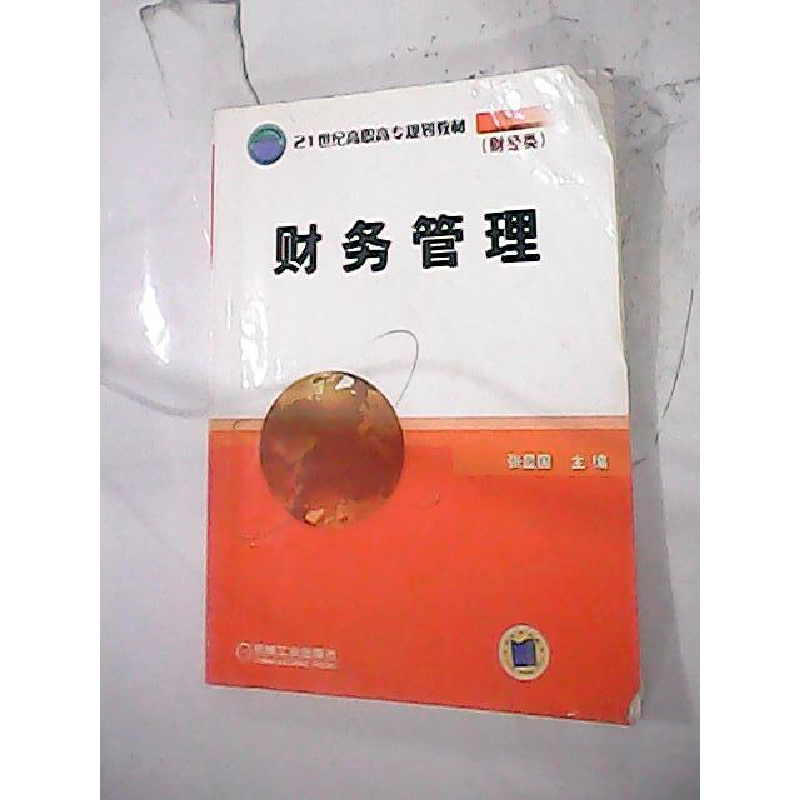 21世纪高职高专规划教材
(财经类)
财务管理
主编
机械工业出版社